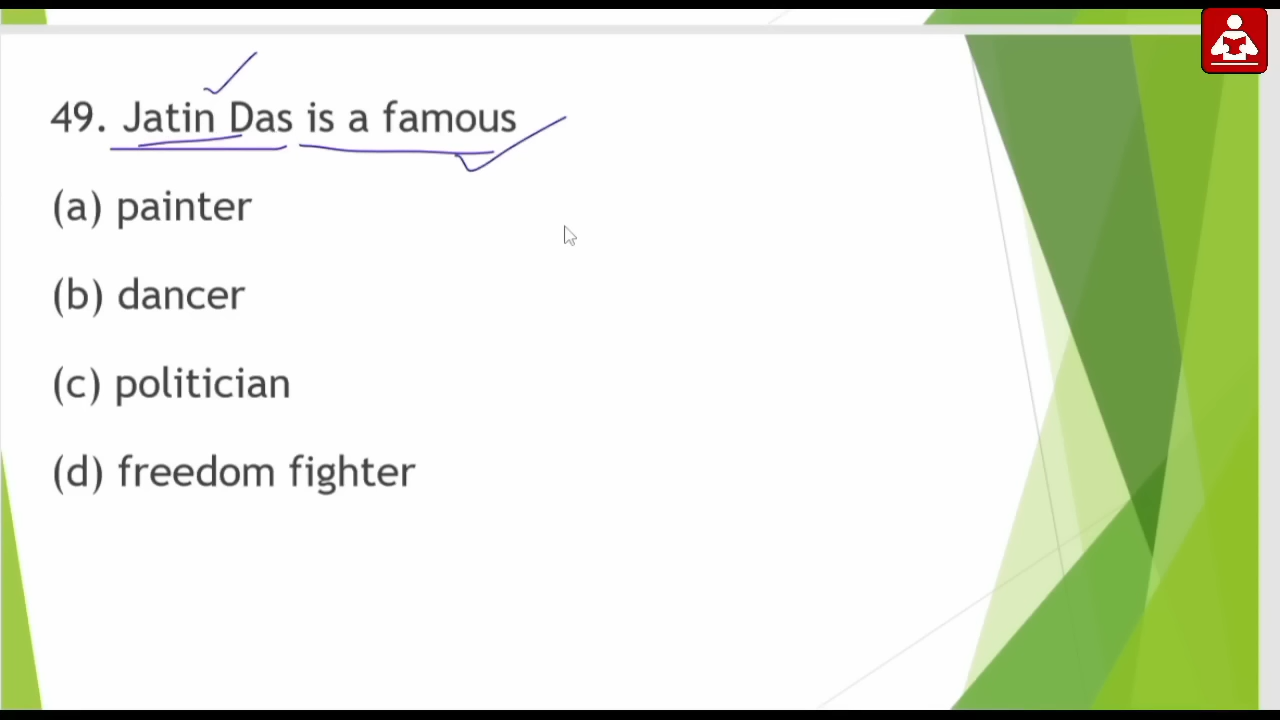 49. Jatin Das is a famous
(a) painter
(b) dancer
(c) politician
(d) freedom fighter